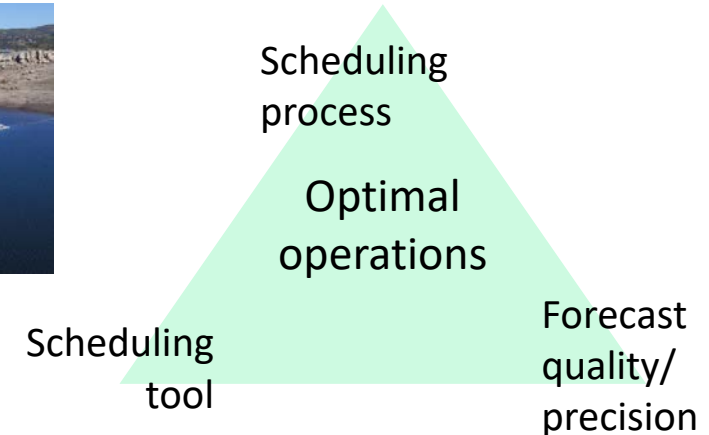 Scheduling
process
Optimal
operations
Scheduling
tool
Forecast
quality/
precision